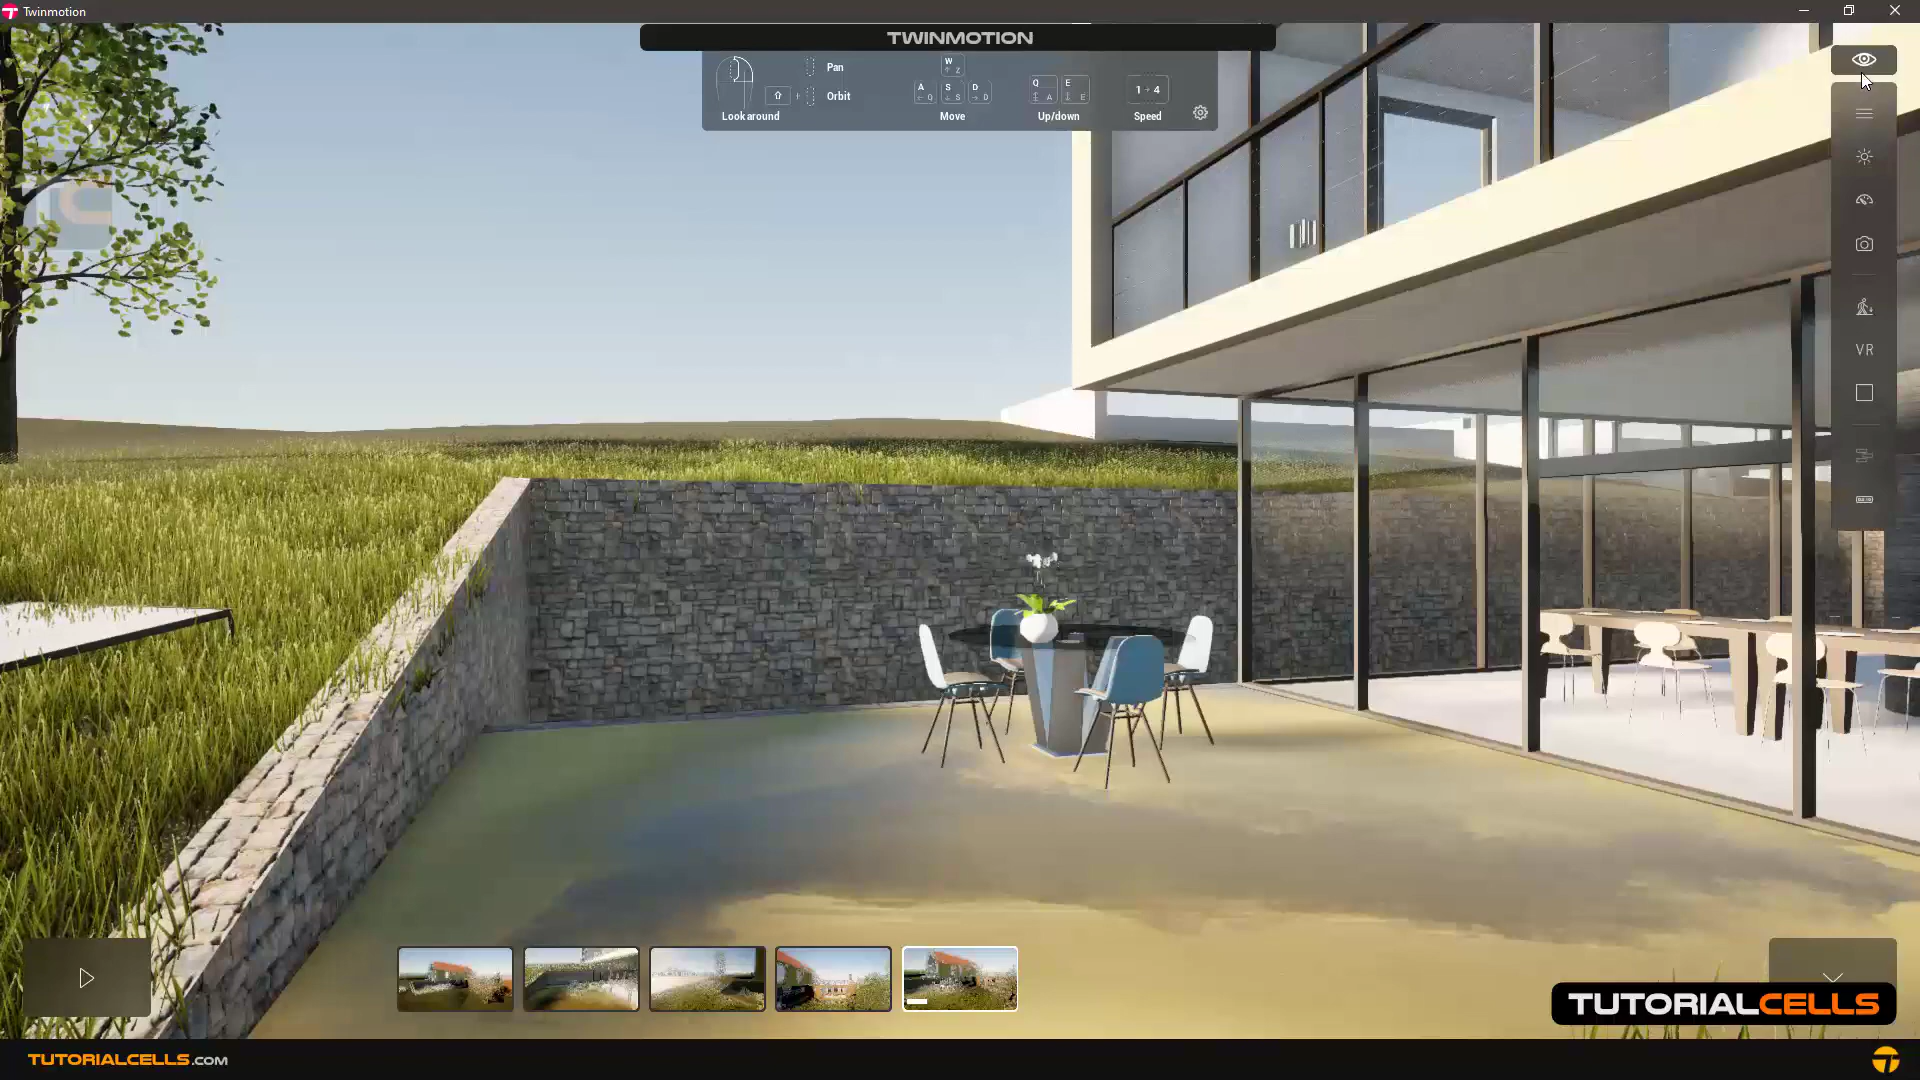 Twinmotion
TWINMOTION
Look around
Pan
Orbit
W
Z
A
Q
S
S
D
D
Move
Q
A
E
E
Up/down
1 - 4
Speed
VR
TUTORIALCELLS
TUTORIALCELLS.COM